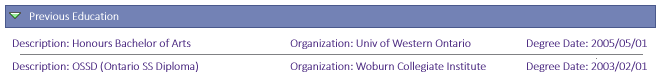 Previous Education
Description: Honours Bachelor of Arts Organization: Univ of Western Ontario Degree Date: 2005/05/01
Description: OSSD (Ontario SS Diploma) Organization: Woburn Collegiate Institute Degree Date: 2003/02/01